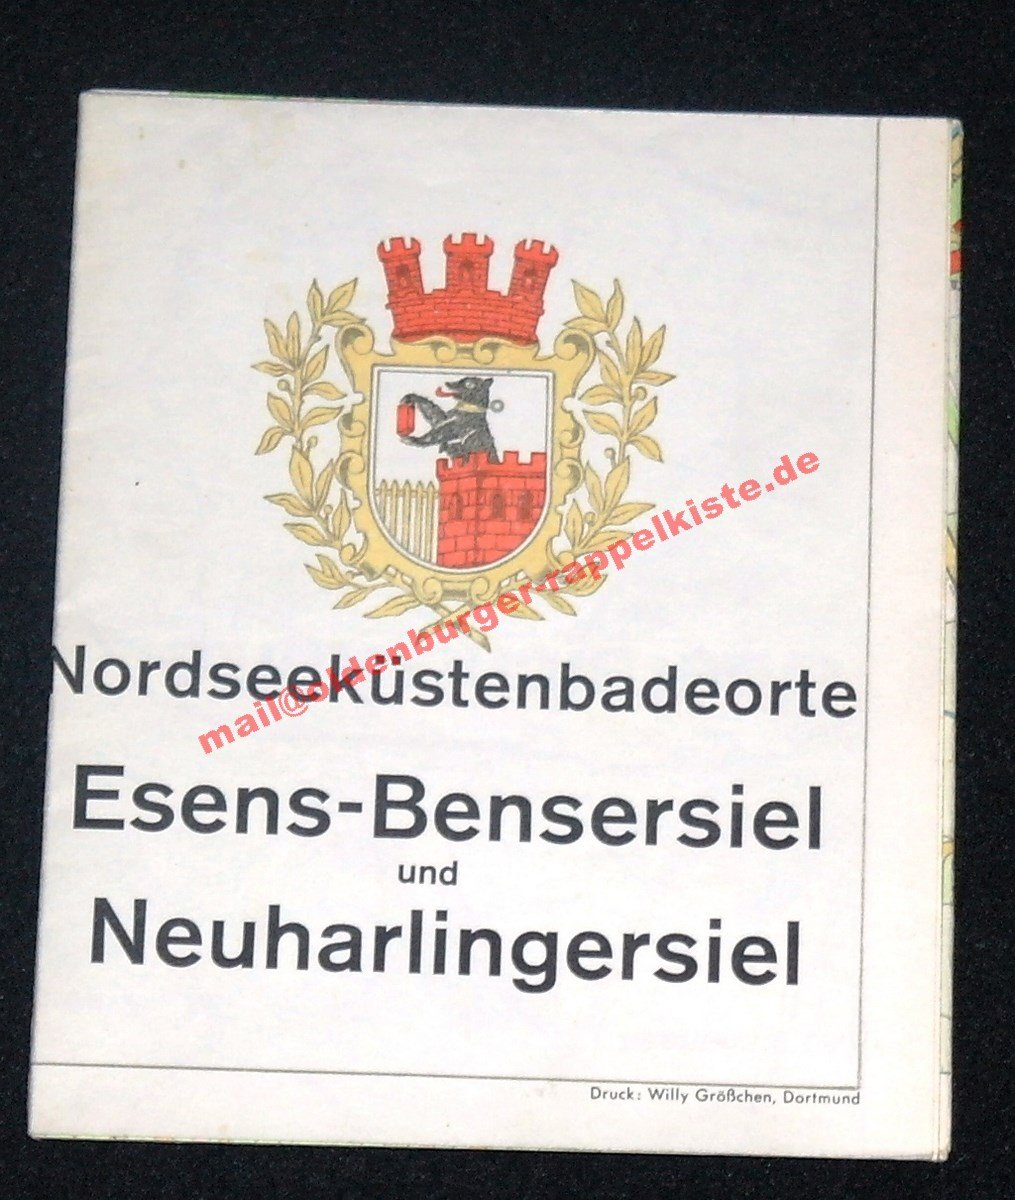 mail@oldenburger-rappelkiste.de
Nordseeküstenbadeorte
Esens-Bensersiel
und
Neuharlingersiel
Druck: Willy Größchen, Dortmund